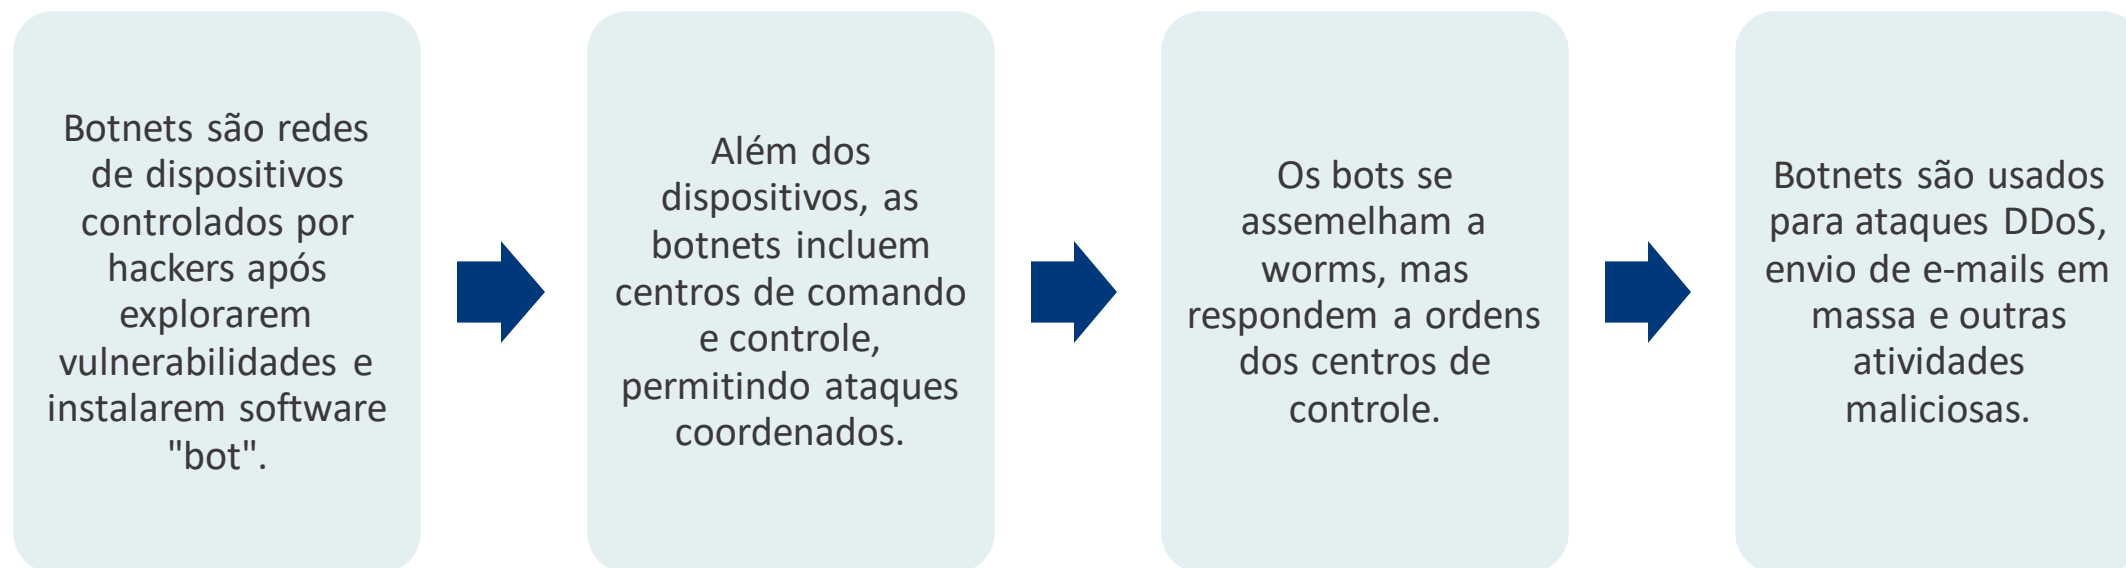 Botnets são redes
de dispositivos
controlados por
hackers após
explorarem
vulnerabilidades e
instalarem software
"bot".
Além dos
dispositivos, as
botnets incluem
centros de comando
e controle,
permitindo ataques
coordenados.
Os bots se
assemelham a
worms, mas
respondem a ordens
dos centros de
controle.
Botnets são usados
para ataques DDoS,
envio de e-mails em
massa e outras
atividades
maliciosas.